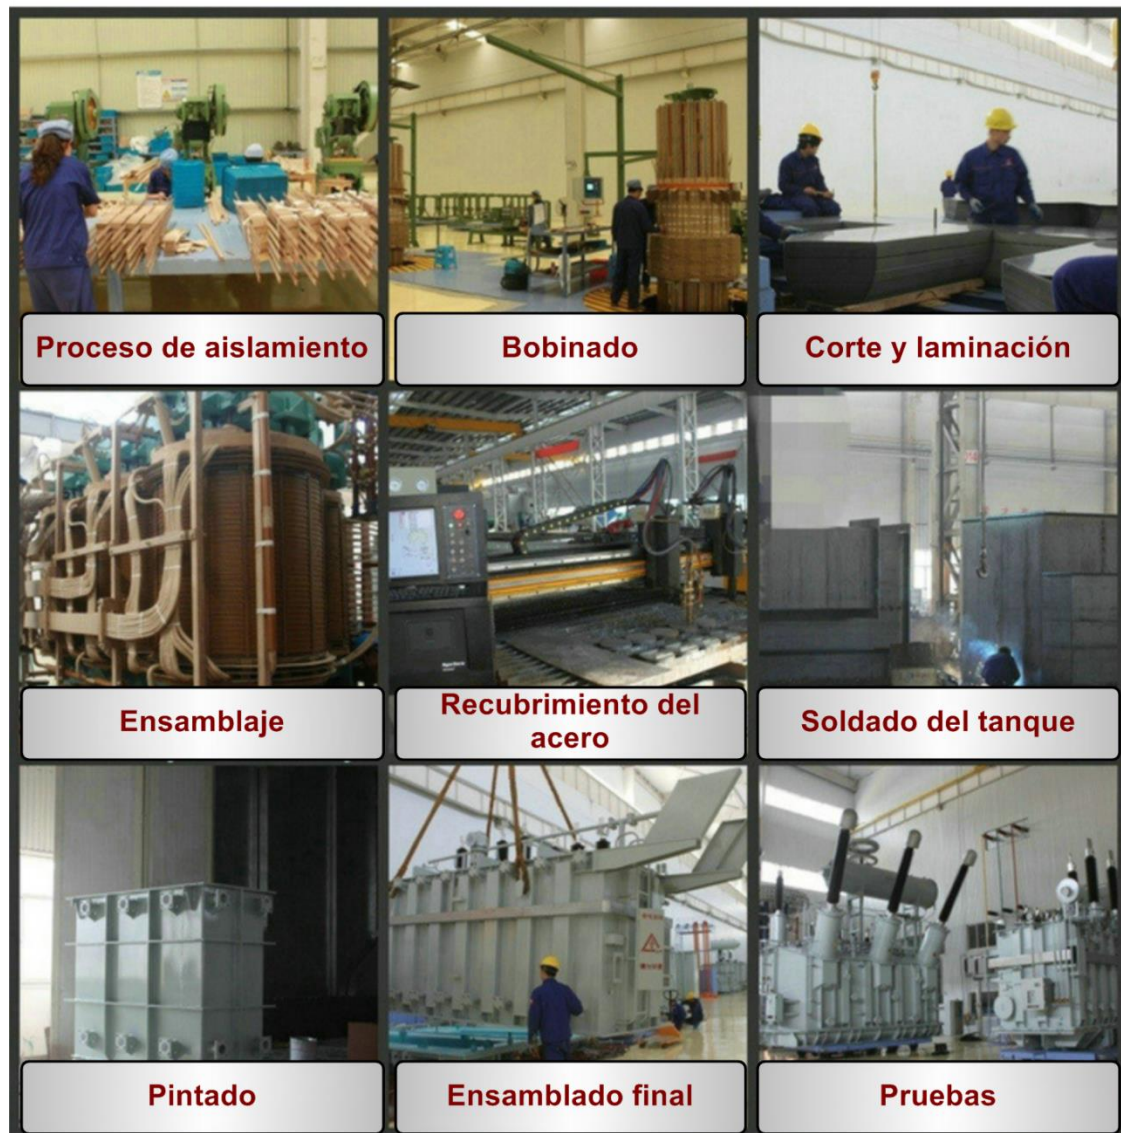 Proceso de aislamiento
Bobinado
Corte y laminación
Ensamblaje
Recubrimiento del
acero
Soldado del tanque
Pintado
Ensamblado final
Pruebas